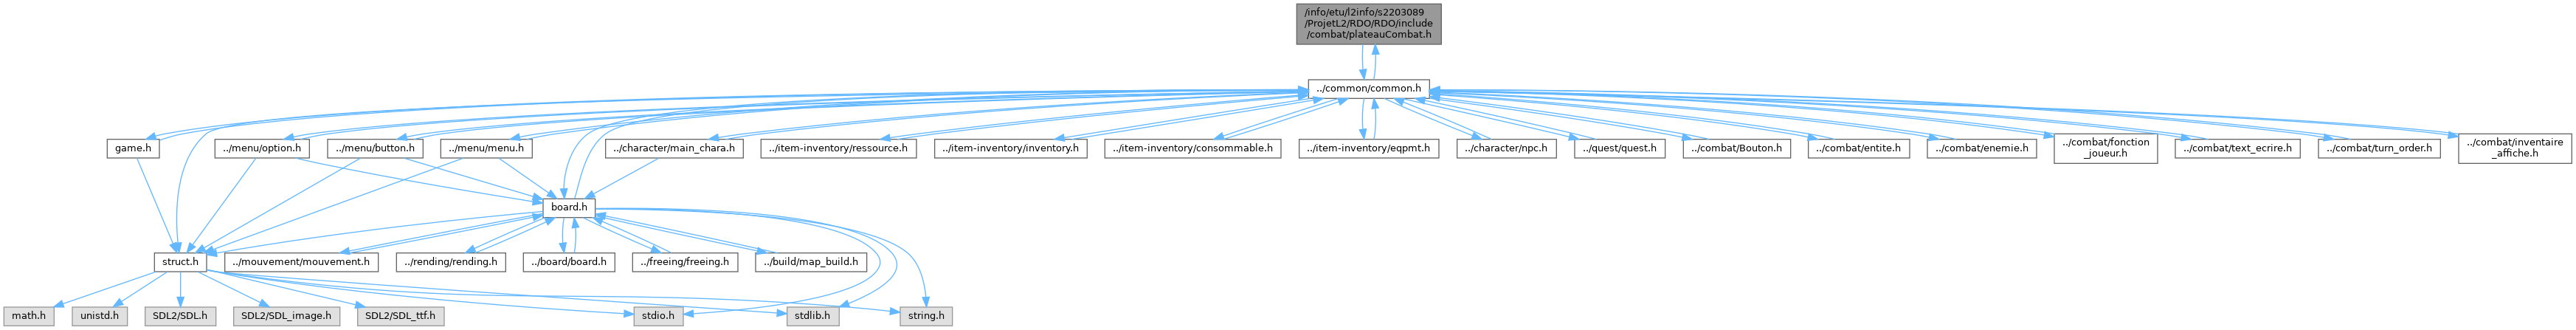 /info/etu/l2info/s2203089
/ProjetL2/RDO/RDO/include
/combat/plateauCombat.h
../common/common.h
game.h
../menu/option.h
../menu/button.h
../menu/menu.h
../character/main_chara.h
../item-inventory/ressource.h
../item-inventory/inventory.h
../item-inventory/consommable.h
../item-inventory/eqpmt.h
../character/npc.h
../quest/quest.h
../combat/Bouton.h
../combat/entite.h
../combat/enemie.h
../combat/fonction
_joueur.h
../combat/text_ecrire.h
../combat/turn_order.h
../combat/inventaire
_affiche.h
board.h
struct.h
../mouvement/mouvement.h
../rending/rending.h
../board/board.h
../freeing/freeing.h
../build/map_build.h
math.h
unistd.h
SDL2/SDL.h
SDL2/SDL_image.h
SDL2/SDL_ttf.h
stdio.h
stdlib.h
string.h